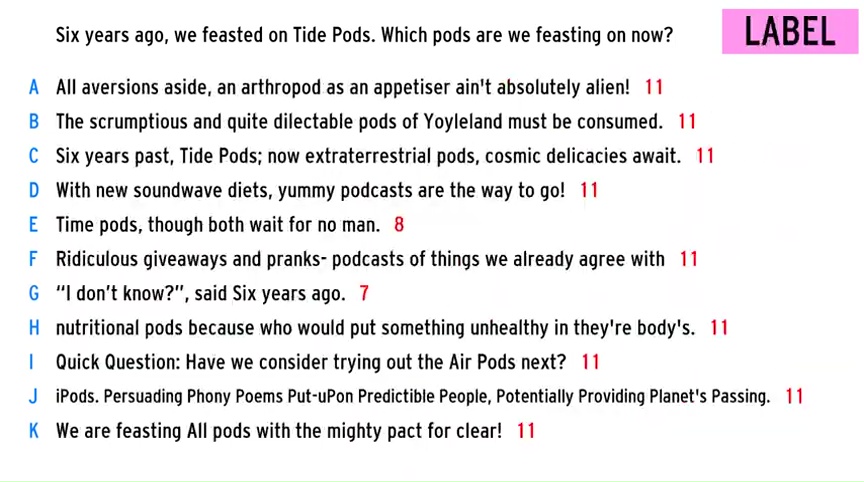 Six years ago, we feasted on Tide Pods. Which pods are we feasting on now?
LABEL
A All aversions aside, an arthropod as an appetiser ain't absolutely alien! 11
B The scrumptious and quite dilectable pods of Yoyleland must be consumed. 11
C Six years past, Tide Pods; now extraterrestrial pods, cosmic delicacies await. 11
D With new soundwave diets, yummy podcasts are the way to go! 11
E Time pods, though both wait for no man. 8
F Ridiculous giveaways and pranks- podcasts of things we already agree with 11
G “I don’t know?”, said Six years ago. 7
H nutritional pods because who would put something unhealthy in they're body's. 11
I Quick Question: Have we consider trying out the Air Pods next? 11
J iPods. Persuading Phony Poems Put-uPon Predictible People, Potentially Providing Planet's Passing. 11
K We are feasting All pods with the mighty pact for clear! 11